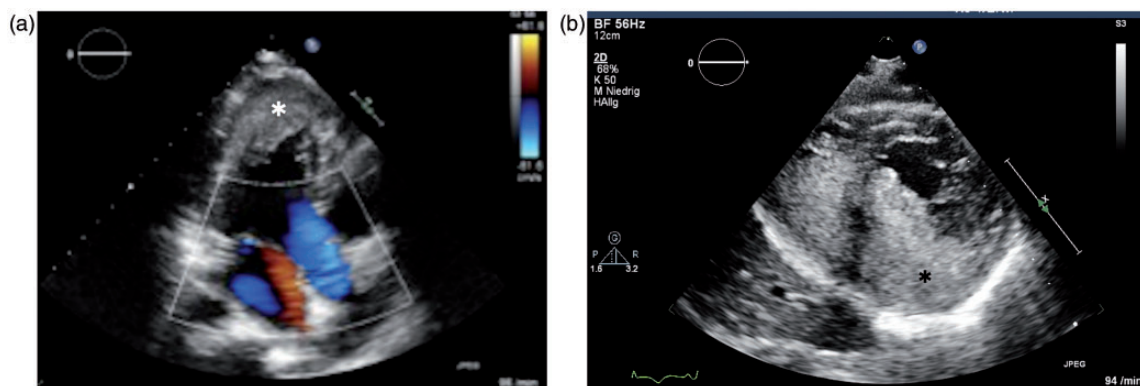 (a)
*
JPEG
(b)
BF 56Hz
12cm
2D
68%
K 50
M Niedrig
HAllg
P
S3
0
X
G
P R
1.6 3.2
*
JPEG
94 /min